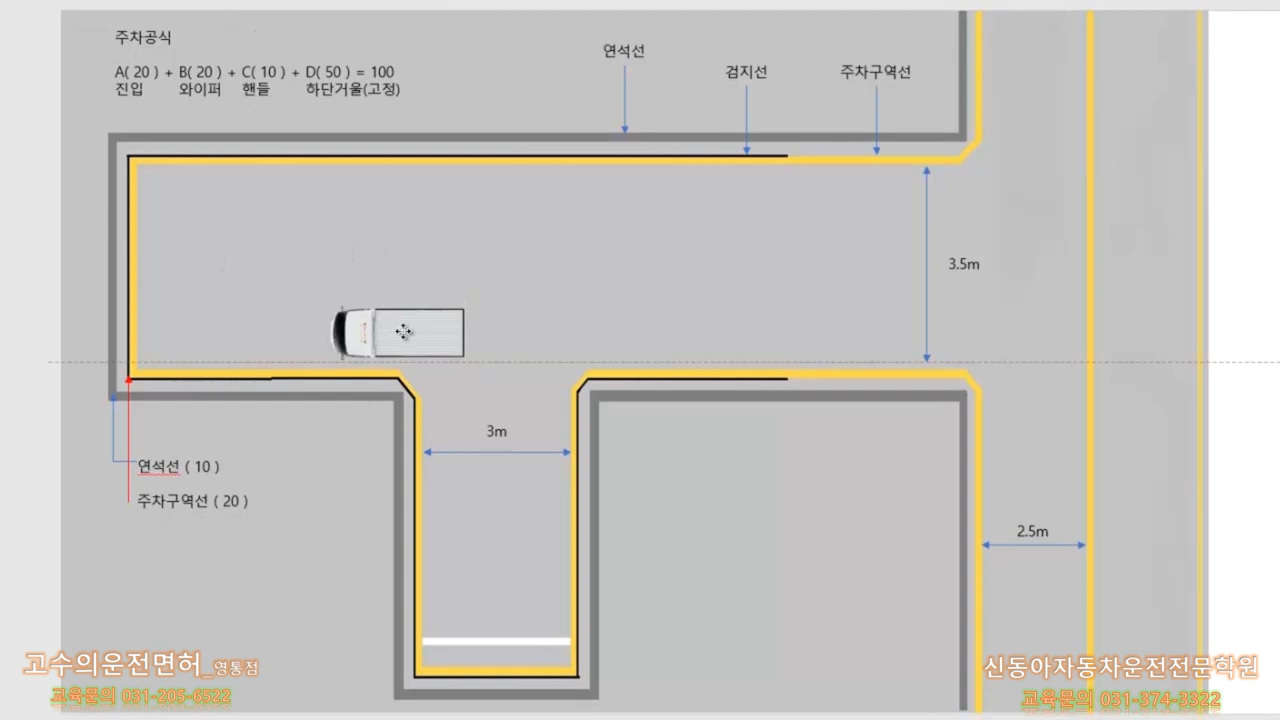 주차공식
A( 20 ) + B( 20 ) + C( 10 ) + D( 50 ) = 100
진입 와이퍼 핸들 하단거울(고정)
연석선
검지선
주차구역선
3.5m
3m
연석선 ( 10 )
주차구역선 ( 20 )
2.5m
고수의운전면허_영통점
교육문의 031-205-6522
신동아자동차운전전문학원
교육문의 031-374-3322